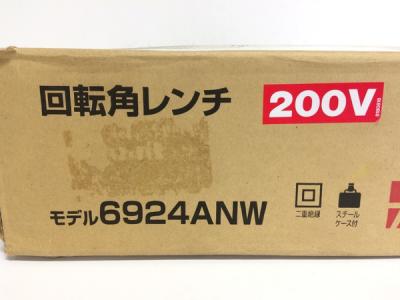 回転角レンチ
200V
モデル6924ANW
二重絶縁
スチール
ケース付